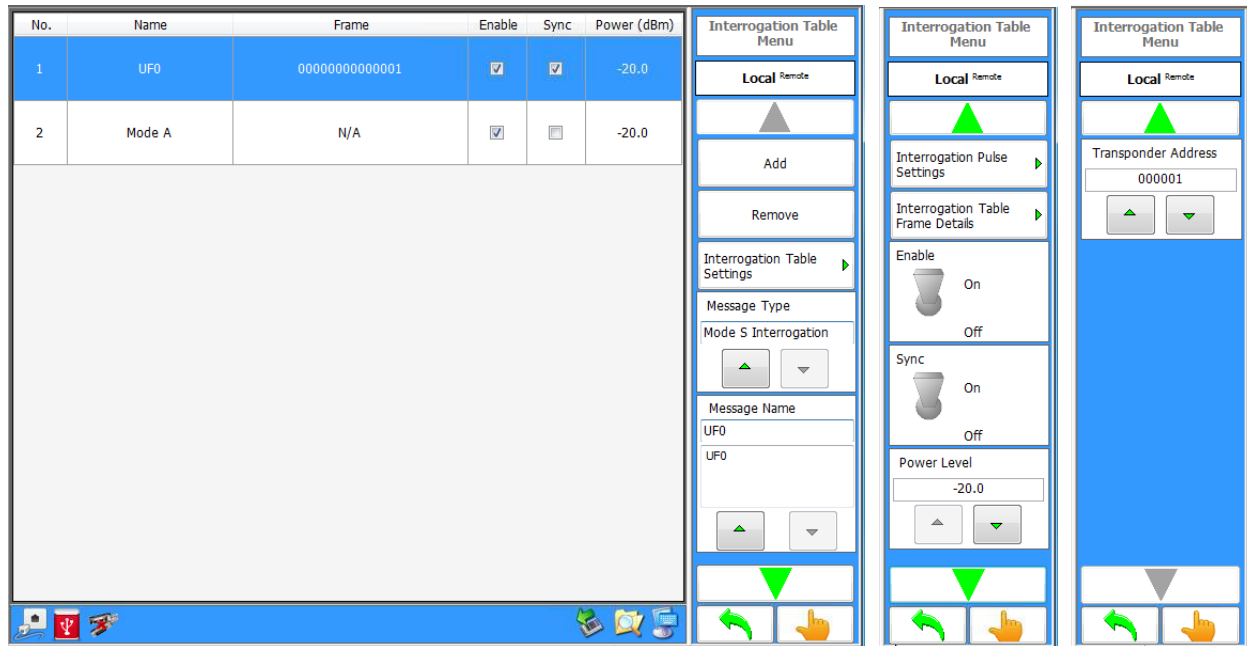 No. Name Frame Enable Sync Power (dBm)
1 UF0 00000000000001 -20.0
2 Mode A N/A -20.0
Interrogation Table
Menu
Local Remote
Add
Remove
Interrogation Table
Settings
Message Type
Mode S Interrogation
Message Name
UF0
UF0
Interrogation Table
Menu
Local Remote
Interrogation Pulse
Settings
Interrogation Table
Frame Details
Enable
On
Off
Sync
On
Off
Power Level
-20.0
Interrogation Table
Menu
Local Remote
Transponder Address
000001